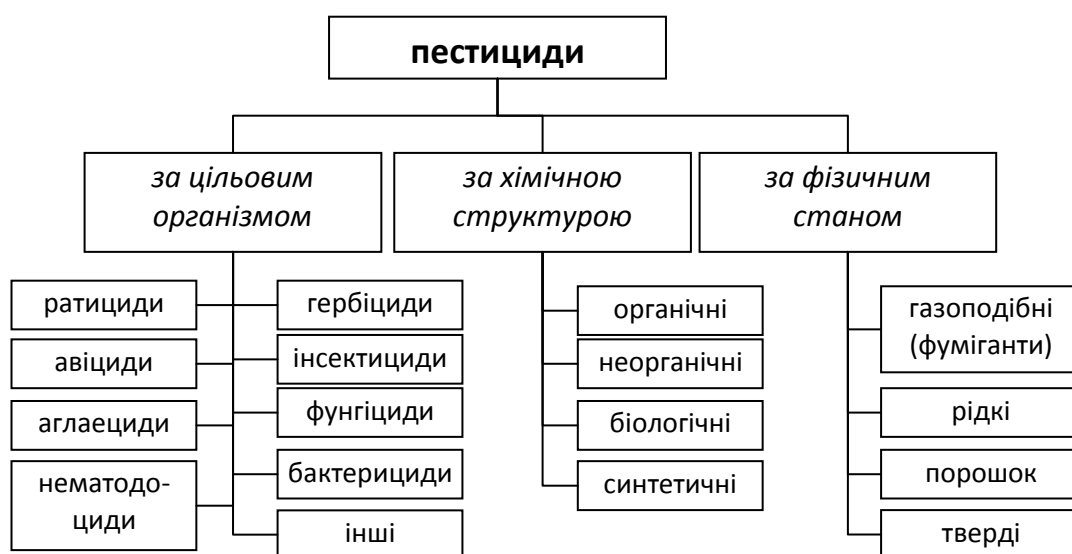 пестициди
за цільовим
організмом
за хімічною
структурою
за фізичним
станом
ратициди
авіциди
аглаециди
нематодо-
циди
гербіциди
інсектициди
фунгіциди
бактерициди
інші
органічні
неорганічні
біологічні
синтетичні
газоподібні
(фуміганти)
рідкі
порошок
тверді